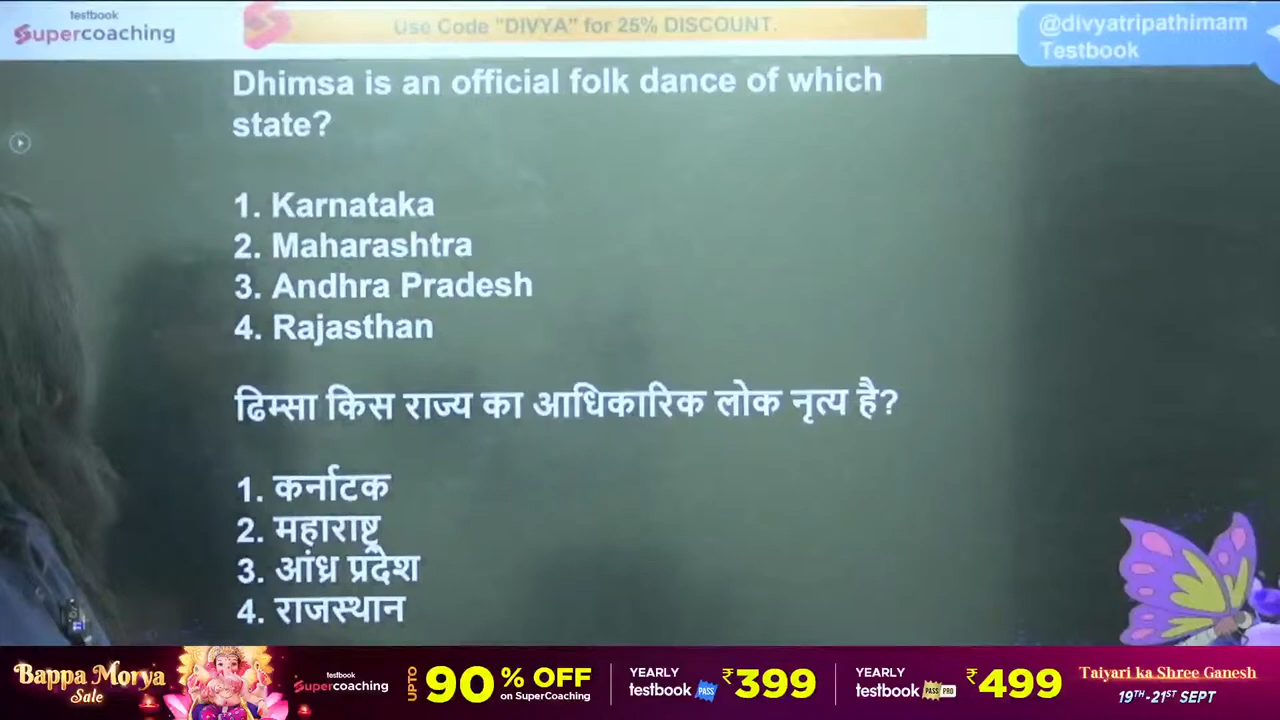 testbook
Supercoaching
Use Code "DIVYA" for 25% DISCOUNT.
@divyatripathimam
Testbook
Dhimsa is an official folk dance of which
state?
1. Karnataka
2. Maharashtra
3. Andhra Pradesh
4. Rajasthan
ढिम्सा किस राज्य का आधिकारिक लोक नृत्य है?
1. कर्नाटक
2. महाराष्ट्र
3. आंध्र प्रदेश
4. राजस्थान
Bappa Morya
Sale
testbook
Supercoaching
UPTO
90% OFF
on SuperCoaching
YEARLY
testbook PASS
₹399
YEARLY
testbook PASS PRO
₹499
Taiyari ka Shree Ganesh
19TH-21ST SEPT